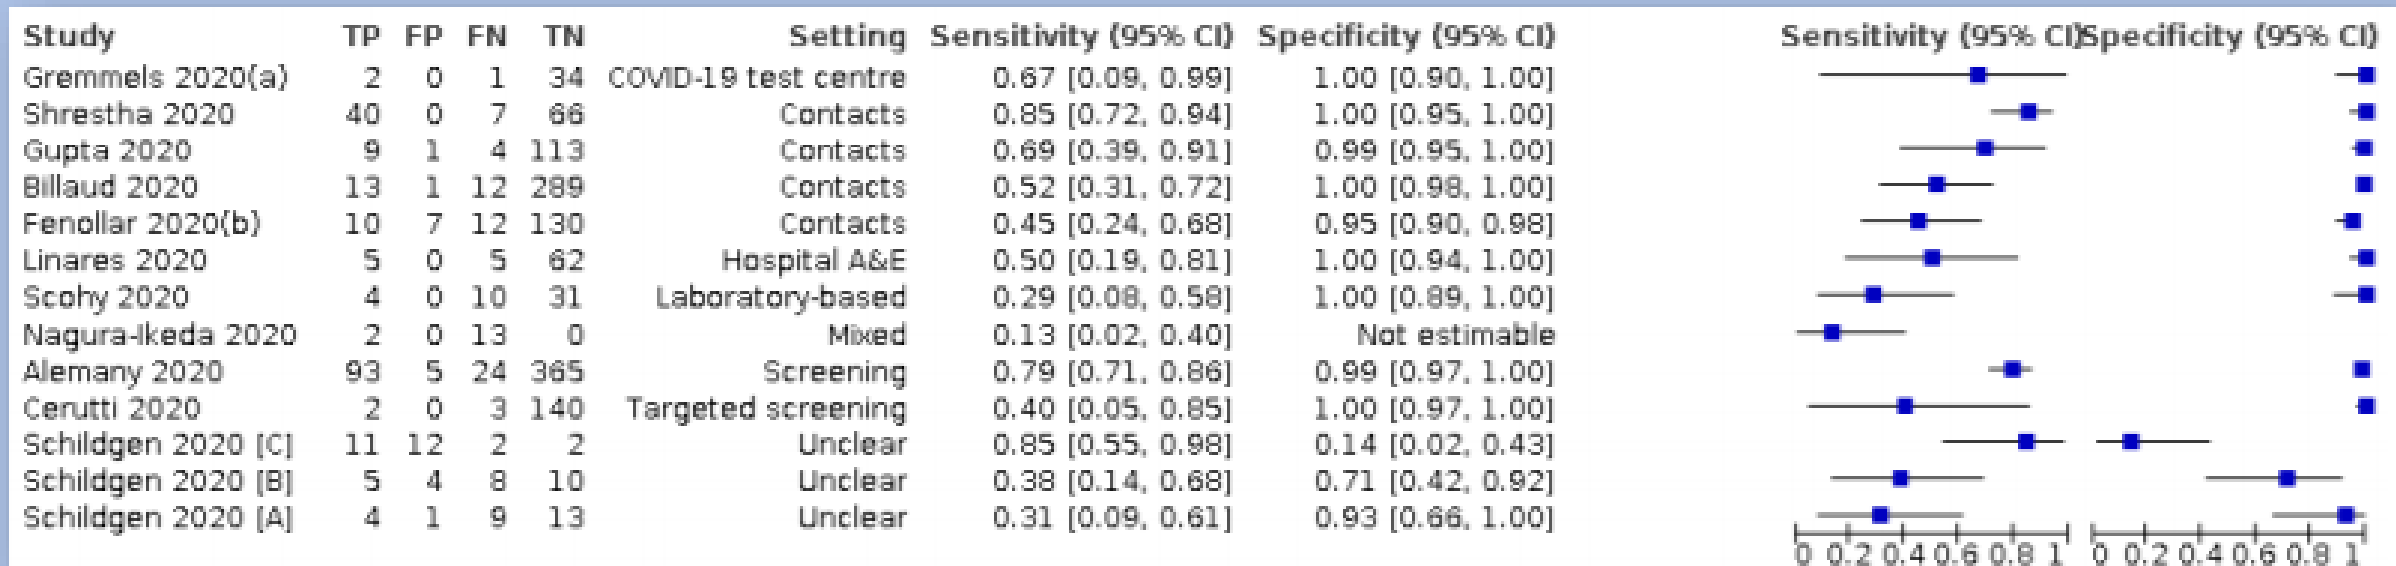 Study TP FP FN TN Setting Sensitivity (95% CI) Specificity (95% CI) Sensitivity (95% CI) Specificity (95% CI)
Gremmels 2020(a) 2 0 1 34 COVID-19 test centre 0.67 [0.09, 0.99] 1.00 [0.90, 1.00]
Shrestha 2020 40 0 7 66 Contacts 0.85 [0.72, 0.94] 1.00 [0.95, 1.00]
Gupta 2020 9 1 4 113 Contacts 0.69 [0.39, 0.91] 0.99 [0.95, 1.00]
Billaud 2020 13 1 12 289 Contacts 0.52 [0.31, 0.72] 1.00 [0.98, 1.00]
Fenollar 2020(b) 10 7 12 130 Contacts 0.45 [0.24, 0.68] 0.95 [0.90, 0.98]
Linares 2020 5 0 5 62 Hospital A&E 0.50 [0.19, 0.81] 1.00 [0.94, 1.00]
Scohy 2020 4 0 10 31 Laboratory-based 0.29 [0.08, 0.58] 1.00 [0.89, 1.00]
Nagura-Ikeda 2020 2 0 13 0 Mixed 0.13 [0.02, 0.40] Not estimable
Alemany 2020 93 5 24 365 Screening 0.79 [0.71, 0.86] 0.99 [0.97, 1.00]
Cerutti 2020 2 0 3 140 Targeted screening 0.40 [0.05, 0.85] 1.00 [0.97, 1.00]
Schildgen 2020 [C] 11 12 2 2 Unclear 0.85 [0.55, 0.98] 0.14 [0.02, 0.43]
Schildgen 2020 [B] 5 4 8 10 Unclear 0.38 [0.14, 0.68] 0.71 [0.42, 0.92]
Schildgen 2020 [A] 4 1 9 13 Unclear 0.31 [0.09, 0.61] 0.93 [0.66, 1.00]
0 0.2 0.4 0.6 0.8 1 0 0.2 0.4 0.6 0.8 1